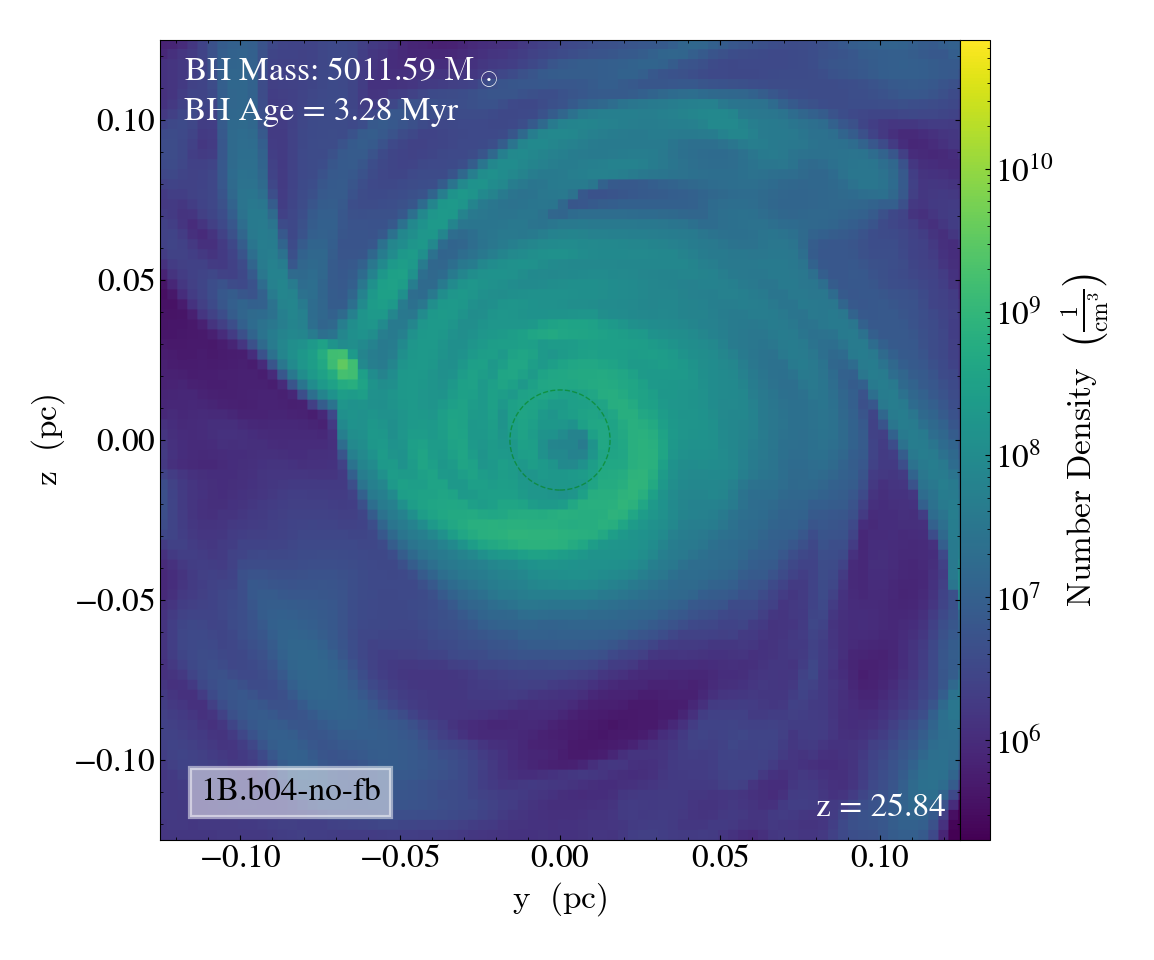 BH Mass: 5011.59 M⊙
BH Age = 3.28 Myr
1B.b04-no-fb
z = 25.84
0.10
0.05
0.00
−0.05
−0.10
z (pc)
−0.10 −0.05 0.00 0.05 0.10
y (pc)
10^10
10^9
10^8
10^7
10^6
Number Density (1/cm^3)